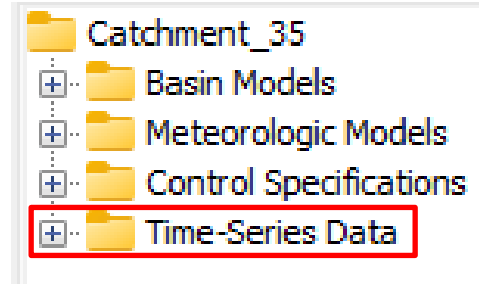 Catchment_35
Basin Models
Meteorologic Models
Control Specifications
Time-Series Data